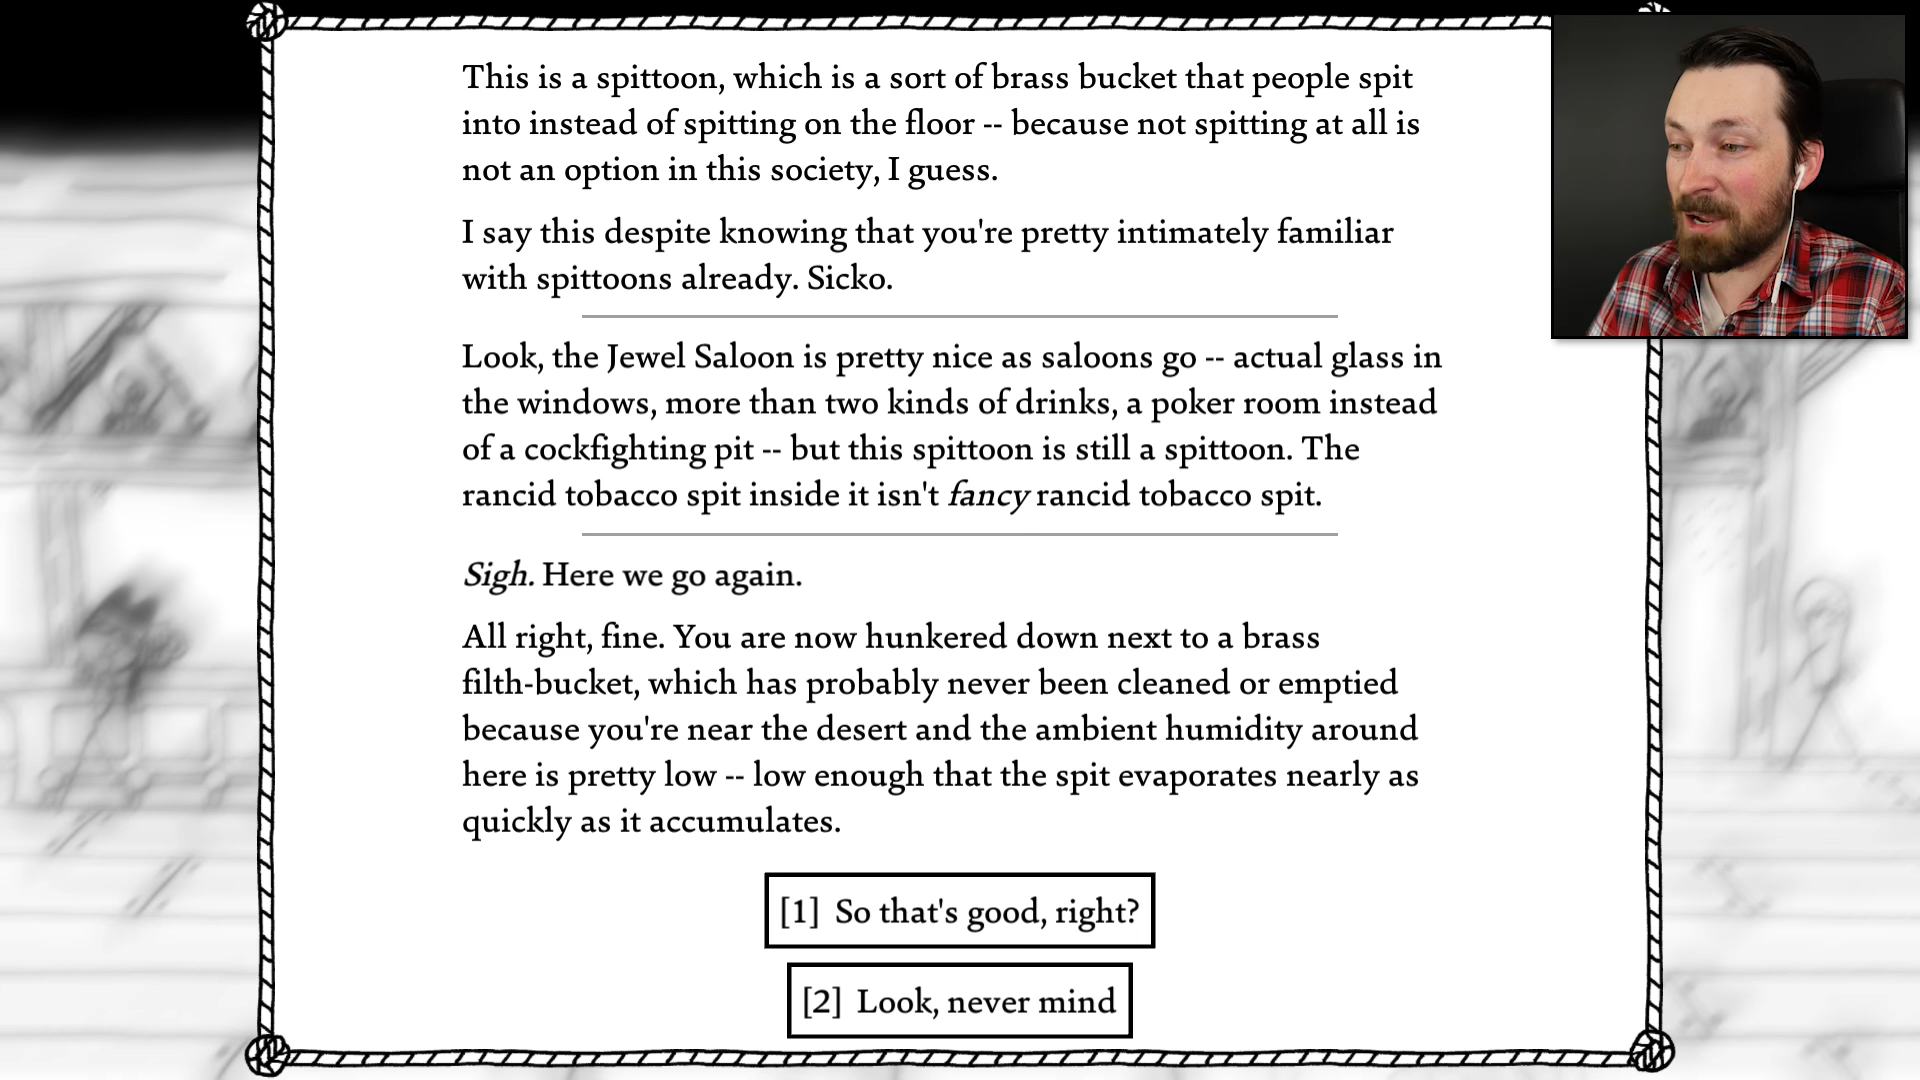 This is a spittoon, which is a sort of brass bucket that people spit
into instead of spitting on the floor -- because not spitting at all is
not an option in this society, I guess.
I say this despite knowing that you're pretty intimately familiar
with spittoons already. Sicko.
Look, the Jewel Saloon is pretty nice as saloons go -- actual glass in
the windows, more than two kinds of drinks, a poker room instead
of a cockfighting pit -- but this spittoon is still a spittoon. The
rancid tobacco spit inside it isn't fancy rancid tobacco spit.
Sigh. Here we go again.
All right, fine. You are now hunkered down next to a brass
filth-bucket, which has probably never been cleaned or emptied
because you're near the desert and the ambient humidity around
here is pretty low -- low enough that the spit evaporates nearly as
quickly as it accumulates.
[1] So that's good, right?
[2] Look, never mind